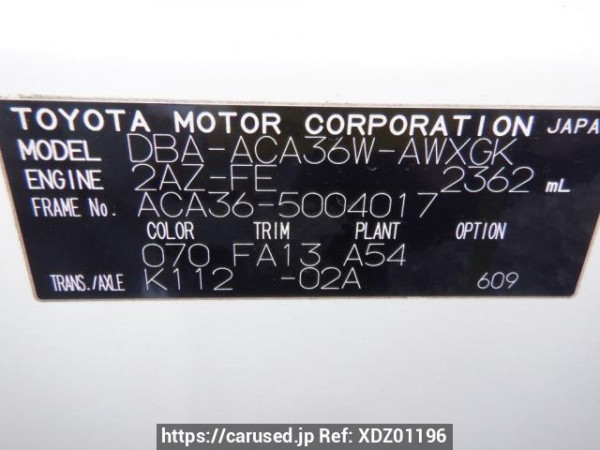 TOYOTA MOTOR CORPORATION JAPA
MODEL DBA-ACA36W-AWXGK
ENGINE 2AZ-FE 2362 mL
FRAME No. ACA36-5004017
COLOR TRIM PLANT OPTION
070 FA13 A54
TRANS./AXLE K112 -02A 609
https://carused.jp Ref: XDZ01196